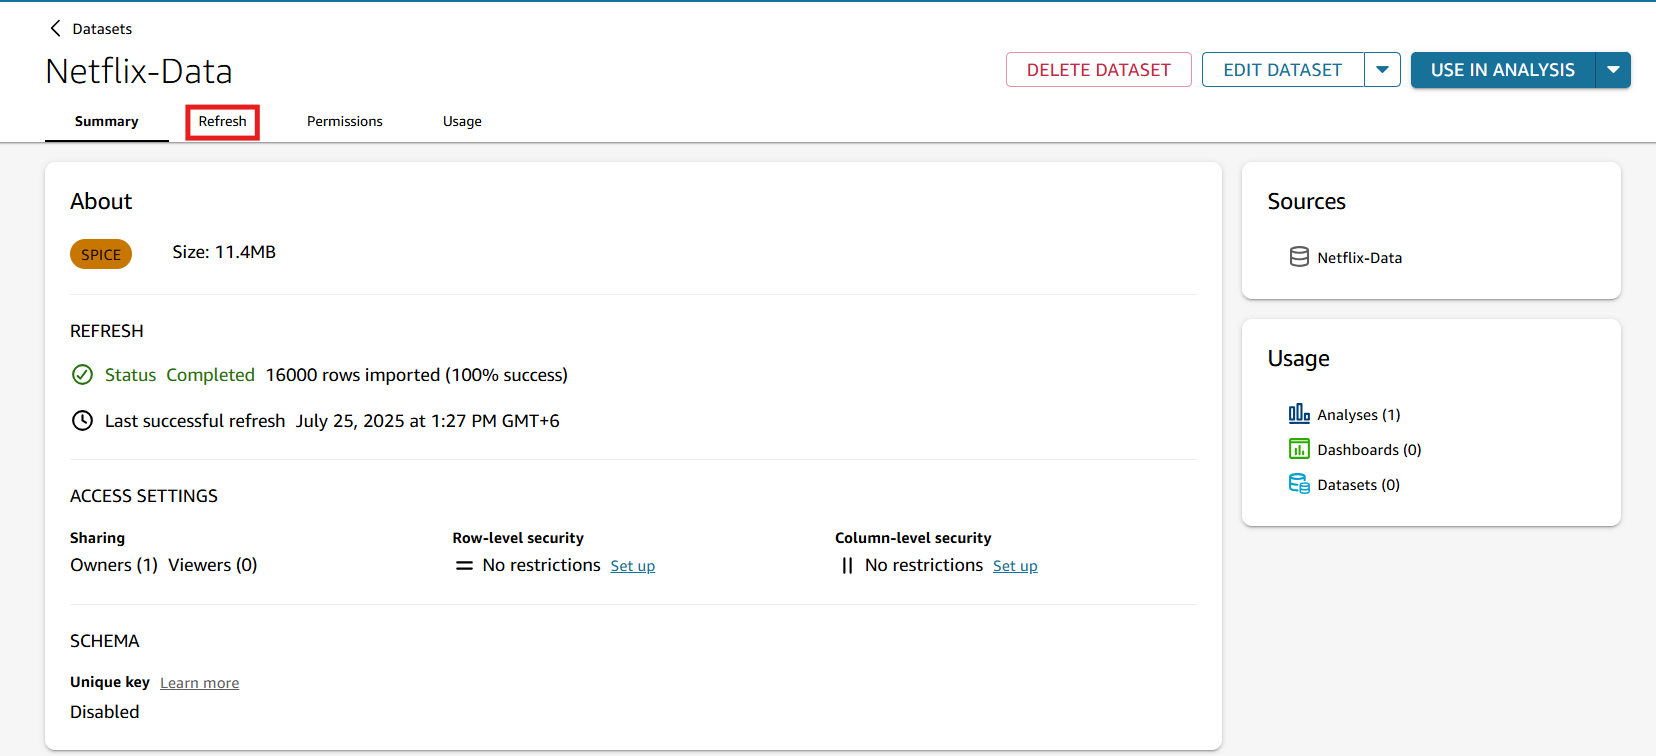 Datasets
Netflix-Data
DELETE DATASET
EDIT DATASET
USE IN ANALYSIS
Summary
Refresh
Permissions
Usage
About
SPICE
Size: 11.4MB
REFRESH
Status Completed 16000 rows imported (100% success)
Last successful refresh July 25, 2025 at 1:27 PM GMT+6
ACCESS SETTINGS
Sharing
Owners (1) Viewers (0)
Row-level security
No restrictions Set up
Column-level security
No restrictions Set up
SCHEMA
Unique key Learn more
Disabled
Sources
Netflix-Data
Usage
Analyses (1)
Dashboards (0)
Datasets (0)